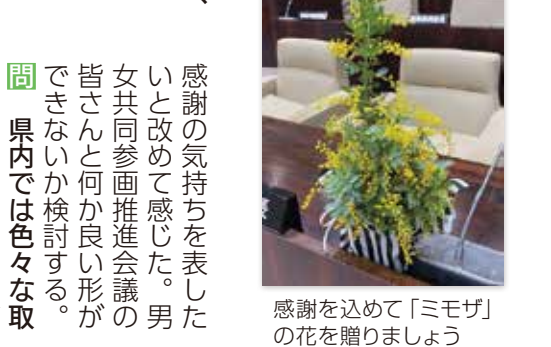 感謝の気持ちを表した
いと改めて感じた。男
女共同参画推進会議の
皆さんと何か良い形が
できないか検討する。
問 県内では色々な取
感謝を込めて「ミモザ」
の花を贈りましょう